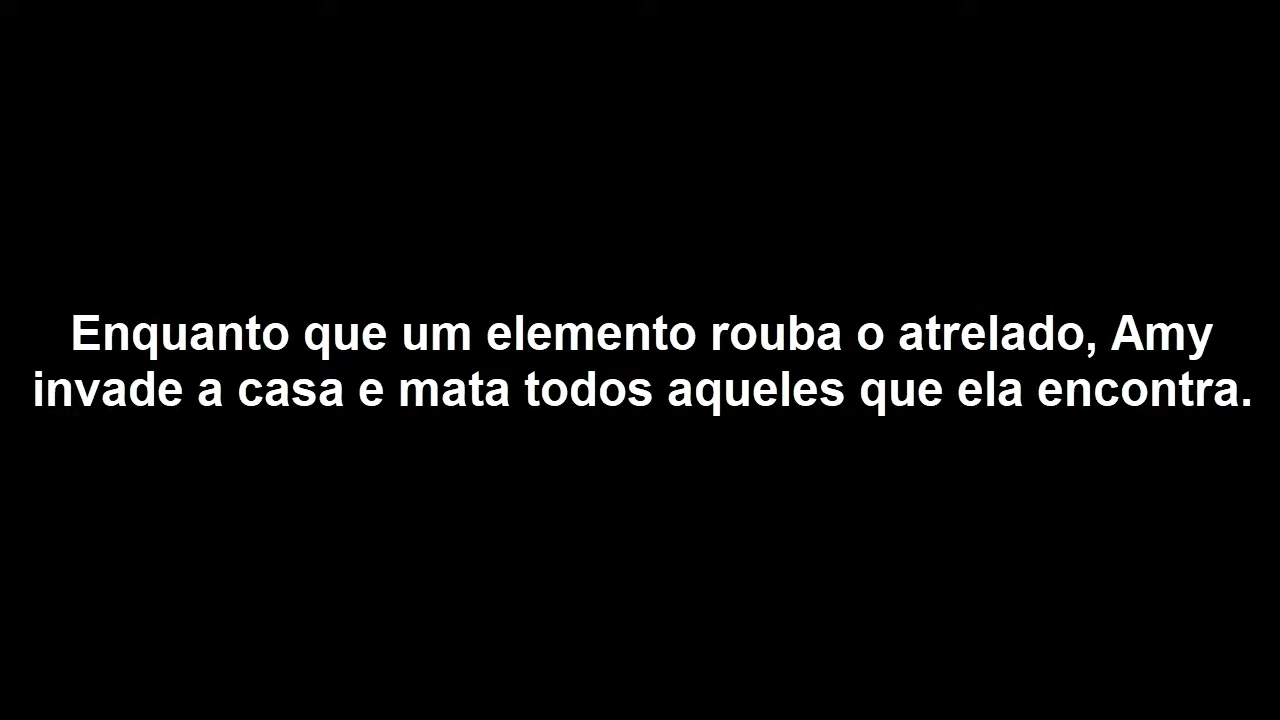 Enquanto que um elemento rouba o atrelado, Amy
invade a casa e mata todos aqueles que ela encontra.